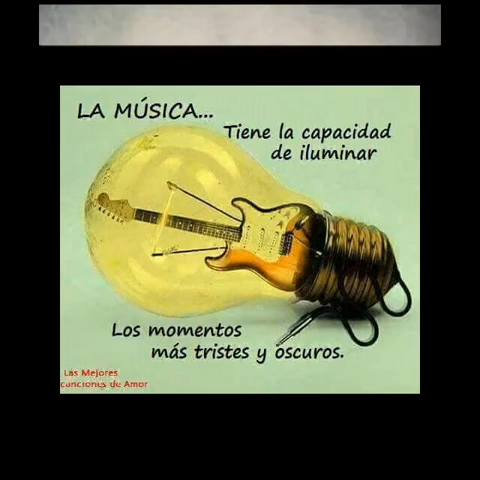 LA MÚSICA...
Tiene la capacidad
de iluminar
Los momentos
más tristes y oscuros.
Las Mejores
canciones de Amor